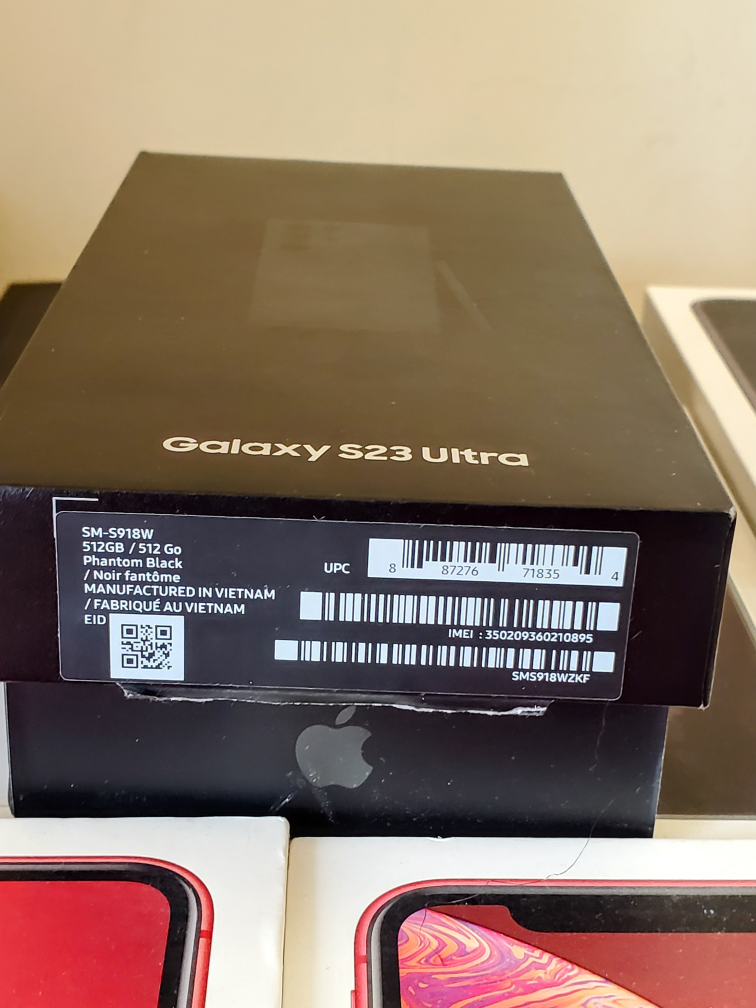 Galaxy S23 Ultra
SM-S918W
512GB / 512 Go
Phantom Black
/ Noir fantôme
MANUFACTURED IN VIETNAM
/ FABRIQUÉ AU VIETNAM
EID
UPC
8 87276 71835 4
IMEI : 350209360210895
SMS918WZKF